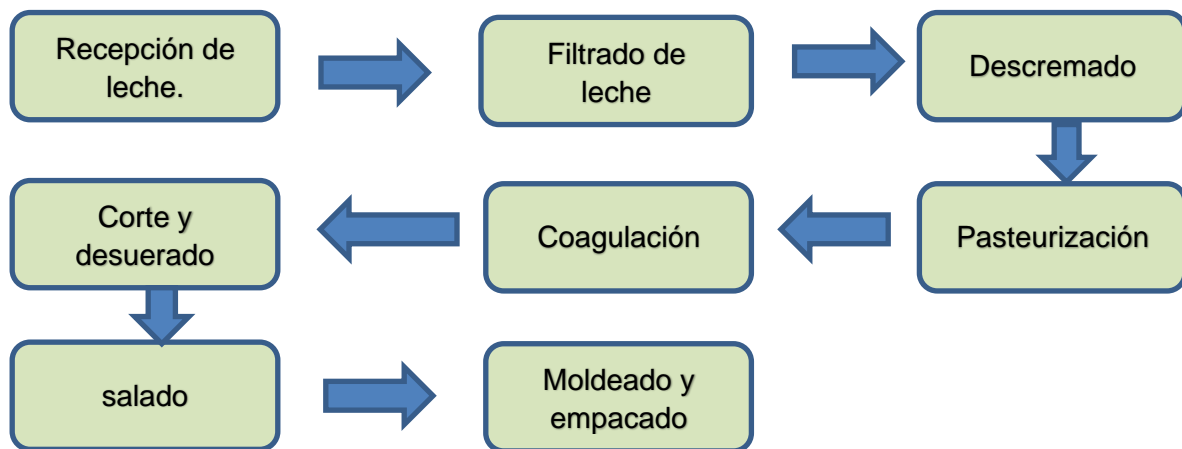 Recepción de
leche.
Filtrado de
leche
Descremado
Pasteurización
Coagulación
Corte y
desuerado
salado
Moldeado y
empacado